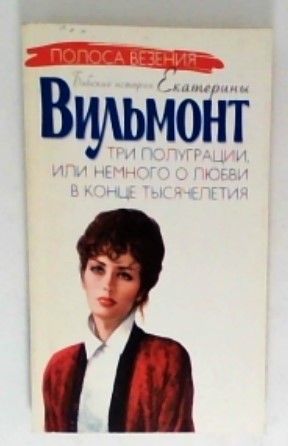 ПОЛОСА ВЕЗЕНИЯ
Бабские истории Екатерины
Вильмонт
ТРИ ПОЛУГРАЦИИ,
ИЛИ НЕМНОГО О ЛЮБВИ
В КОНЦЕ ТЫСЯЧЕЛЕТИЯ